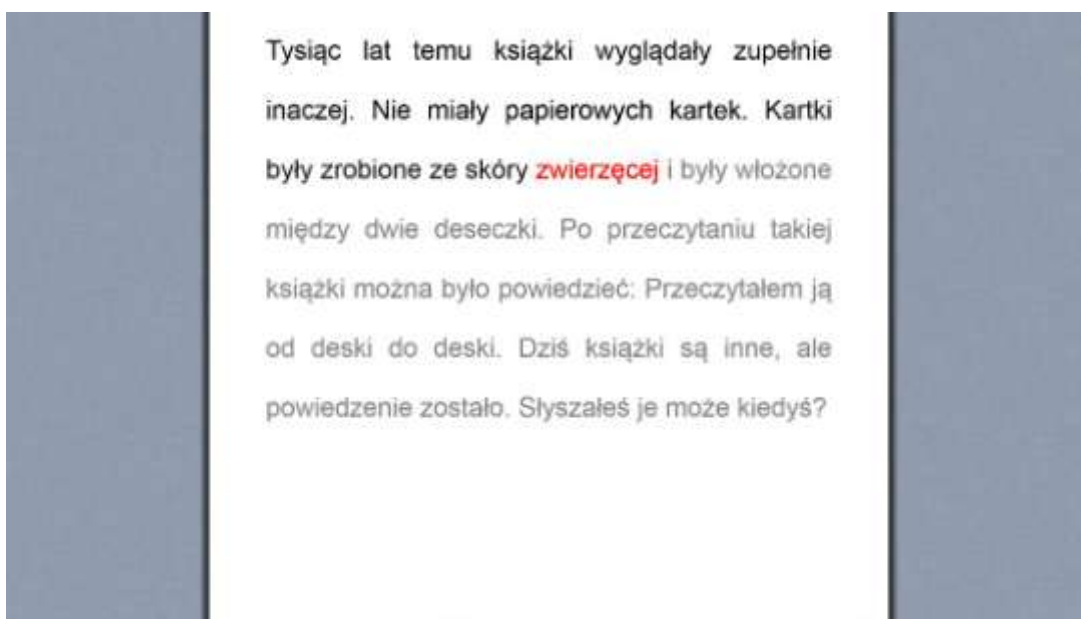 Tysiąc lat temu książki wyglądały zupełnie
inaczej. Nie miały papierowych kartek. Kartki
były zrobione ze skóry zwierzęcej i były włożone
między dwie deseczki. Po przeczytaniu takiej
książki można było powiedzieć: Przeczytałem ją
od deski do deski. Dziś książki są inne, ale
powiedzenie zostało. Słyszałeś je może kiedyś?